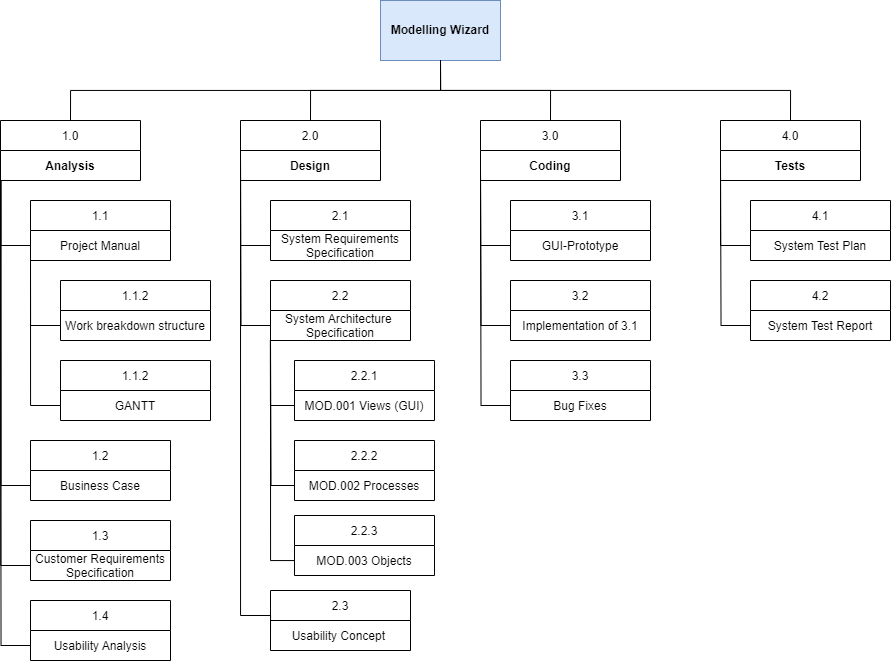 Modelling Wizard
1.0
Analysis
1.1
Project Manual
1.1.2
Work breakdown structure
1.1.2
GANTT
1.2
Business Case
1.3
Customer Requirements
Specification
1.4
Usability Analysis
2.0
Design
2.1
System Requirements
Specification
2.2
System Architecture
Specification
2.2.1
MOD.001 Views (GUI)
2.2.2
MOD.002 Processes
2.2.3
MOD.003 Objects
2.3
Usability Concept
3.0
Coding
3.1
GUI-Prototype
3.2
Implementation of 3.1
3.3
Bug Fixes
4.0
Tests
4.1
System Test Plan
4.2
System Test Report